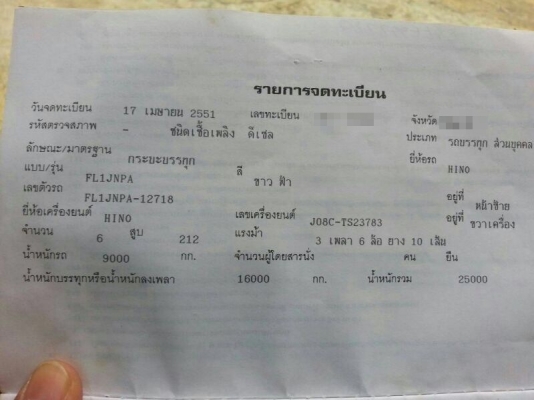 รายการจดทะเบียน
วันจดทะเบียน 17 เมษายน 2551 เลขทะเบียน จังหวัด
รหัสตรวจสภาพ - ชนิดเชื้อเพลิง ดีเซล ประเภท รถบรรทุก ส่วนบุคคล
ลักษณะ/มาตรฐาน กระบะบรรทุก ยี่ห้อรถ HINO
แบบ/รุ่น FL1JNPA สี ขาว ฟ้า
เลขตัวรถ FL1JNPA-12718 อยู่ที่ หน้าซ้าย
ยี่ห้อเครื่องยนต์ HINO เลขเครื่องยนต์ J08C-TS23783 อยู่ที่ ขวาเครื่อง
จำนวน 6 สูบ 212 แรงม้า 3 เพลา 6 ล้อ ยาง 10 เส้น
น้ำหนักรถ 9000 กก. จำนวนผู้โดยสารนั่ง คน ยืน
น้ำหนักบรรทุกหรือน้ำหนักลงเพลา 16000 กก. น้ำหนักรวม 25000